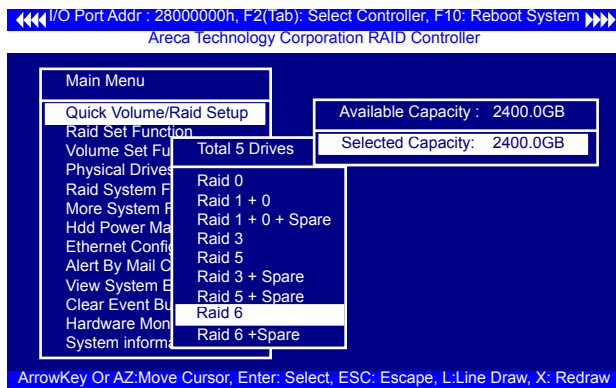 I/O Port Addr : 28000000h, F2(Tab): Select Controller, F10: Reboot System
Areca Technology Corporation RAID Controller
Main Menu
Quick Volume/Raid Setup
Raid Set Function
Volume Set Fu
Physical Drives
Raid System F
More System F
Hdd Power Ma
Ethernet Config
Alert By Mail C
View System E
Clear Event Bu
Hardware Mon
System informa
Total 5 Drives
Raid 0
Raid 1 + 0
Raid 1 + 0 + Spare
Raid 3
Raid 5
Raid 3 + Spare
Raid 5 + Spare
Raid 6
Raid 6 +Spare
Available Capacity : 2400.0GB
Selected Capacity: 2400.0GB
ArrowKey Or AZ:Move Cursor, Enter: Select, ESC: Escape, L:Line Draw, X: Redraw